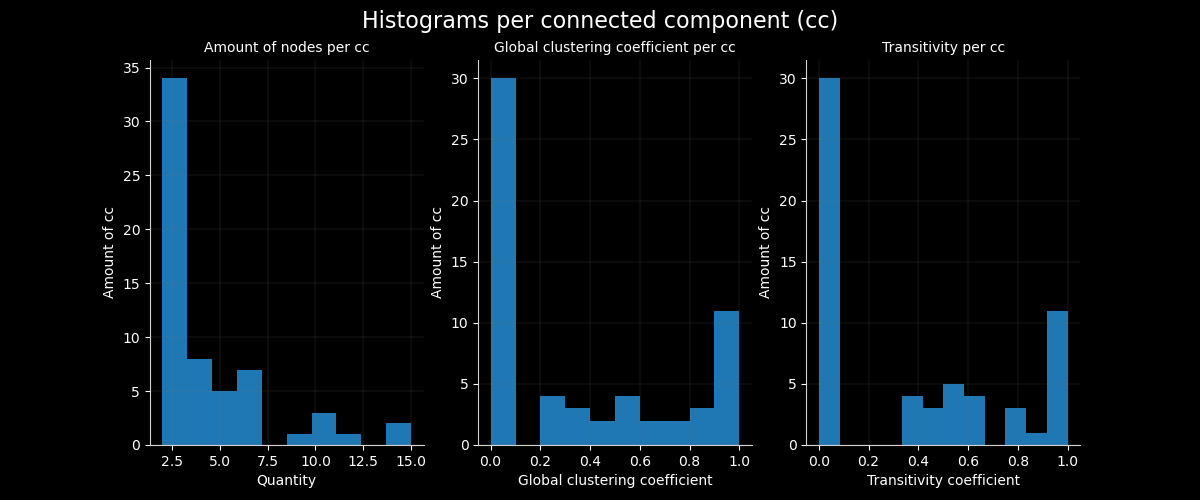 Histograms per connected component (cc)
Amount of nodes per cc
Global clustering coefficient per cc
Transitivity per cc
35
30
25
20
15
10
5
0
Amount of cc
2.5 5.0 7.5 10.0 12.5 15.0
Quantity
30
25
20
15
10
5
0
Amount of cc
0.0 0.2 0.4 0.6 0.8 1.0
Global clustering coefficient
30
25
20
15
10
5
0
Amount of cc
0.0 0.2 0.4 0.6 0.8 1.0
Transitivity coefficient